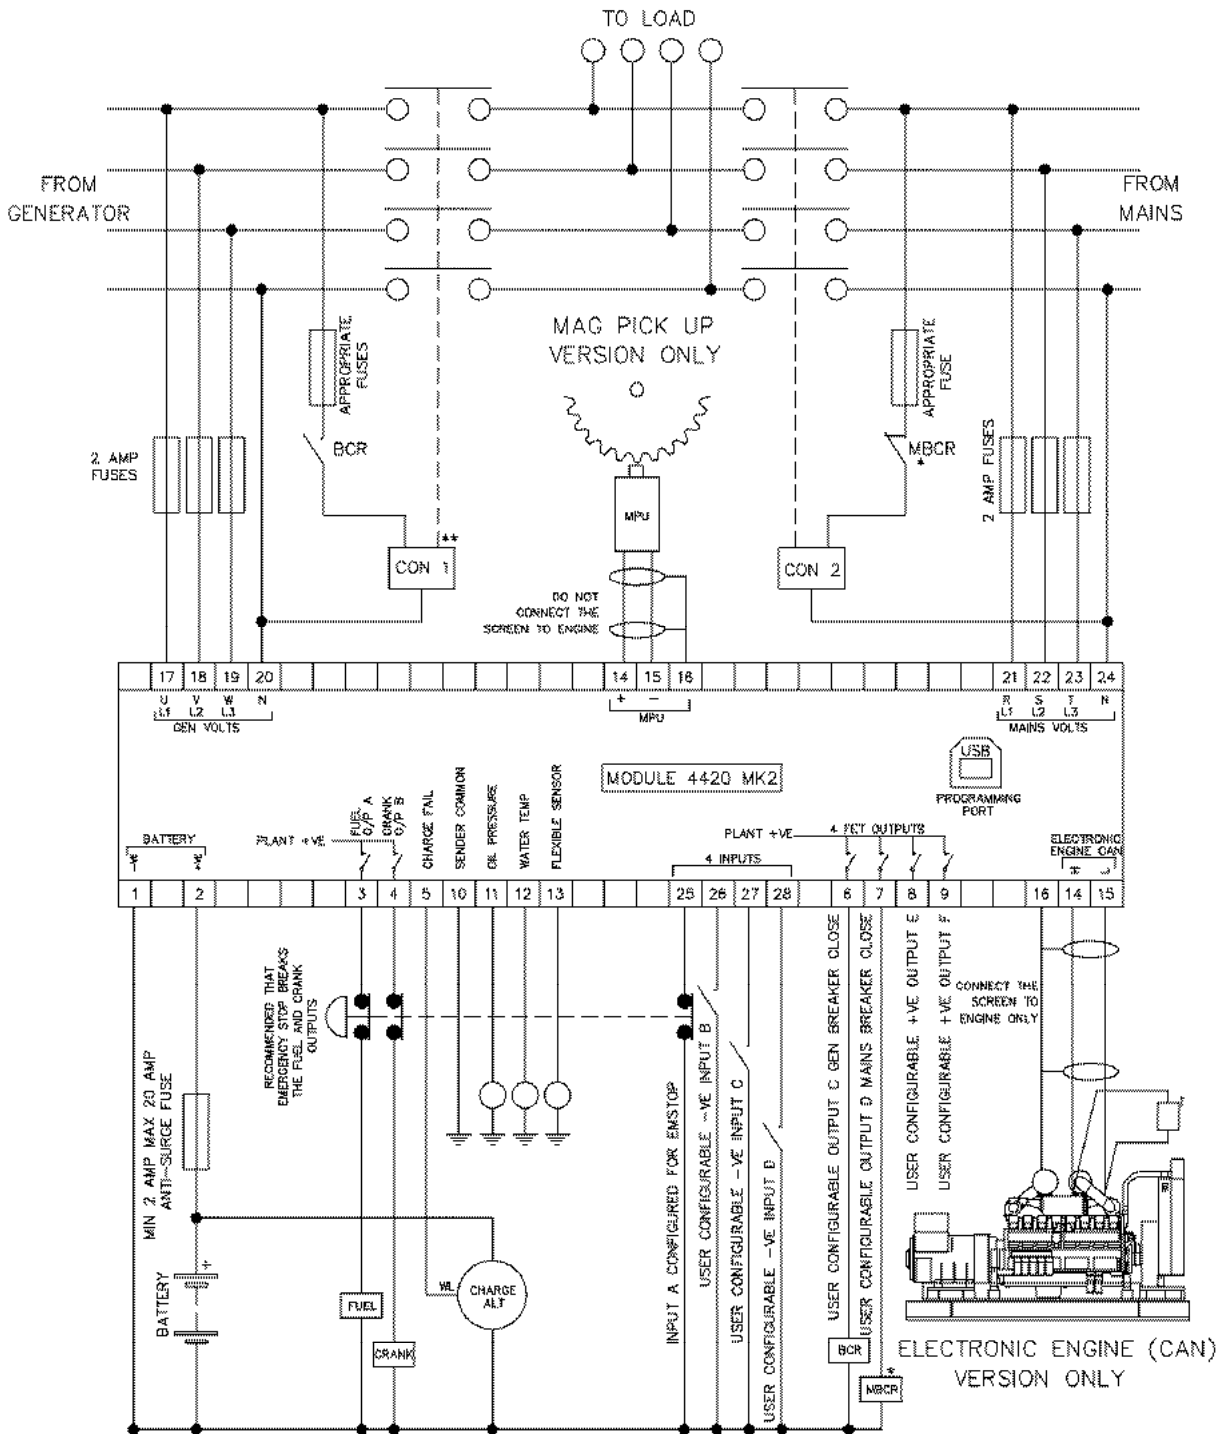 TO LOAD
FROM
GENERATOR
FROM
MAINS
MAG PICK UP
VERSION ONLY
APPROPRIATE
FUSES
APPROPRIATE
FUSE
BCR
MBCR
*
2 AMP
FUSES
2 AMP FUSES
MPU
CON 1
**
CON 2
DO NOT
CONNECT THE
SCREEN TO ENGINE
17 18 19 20 14 15 16 21 22 23 24
U V W N + − R S T N
L1 L2 L3 L1 L2 L3
GEN VOLTS MPU MAINS VOLTS
MODULE 4420 MK2
USB
PROGRAMMING
PORT
BATTERY
-VE
+VE
PLANT +VE
FUEL
O/P A
CRANK
O/P B
CHARGE FAIL
SENDER COMMON
OIL PRESSURE
WATER TEMP
FLEXIBLE SENSOR
4 INPUTS
PLANT +VE
4 FET OUTPUTS
ELECTRONIC
ENGINE CAN
H
L
1 2 3 4 5 10 11 12 13 25 26 27 28 6 7 8 9 16 14 15
RECOMMENDED THAT
EMERGENCY STOP BREAKS
THE FUEL AND CRANK
OUTPUTS
MIN 2 AMP MAX 20 AMP
ANTI-SURGE FUSE
BATTERY
+
FUEL
CRANK
WL
CHARGE
ALT
INPUT A CONFIGURED FOR EMSTOP
USER CONFIGURABLE -VE INPUT B
USER CONFIGURABLE -VE INPUT C
USER CONFIGURABLE -VE INPUT D
USER CONFIGURABLE OUTPUT C GEN BREAKER CLOSE
USER CONFIGURABLE OUTPUT D MAINS BREAKER CLOSE
USER CONFIGURABLE +VE OUTPUT E
USER CONFIGURABLE +VE OUTPUT F
BCR
MBCR
*
CONNECT THE
SCREEN TO
ENGINE ONLY
ELECTRONIC ENGINE (CAN)
VERSION ONLY